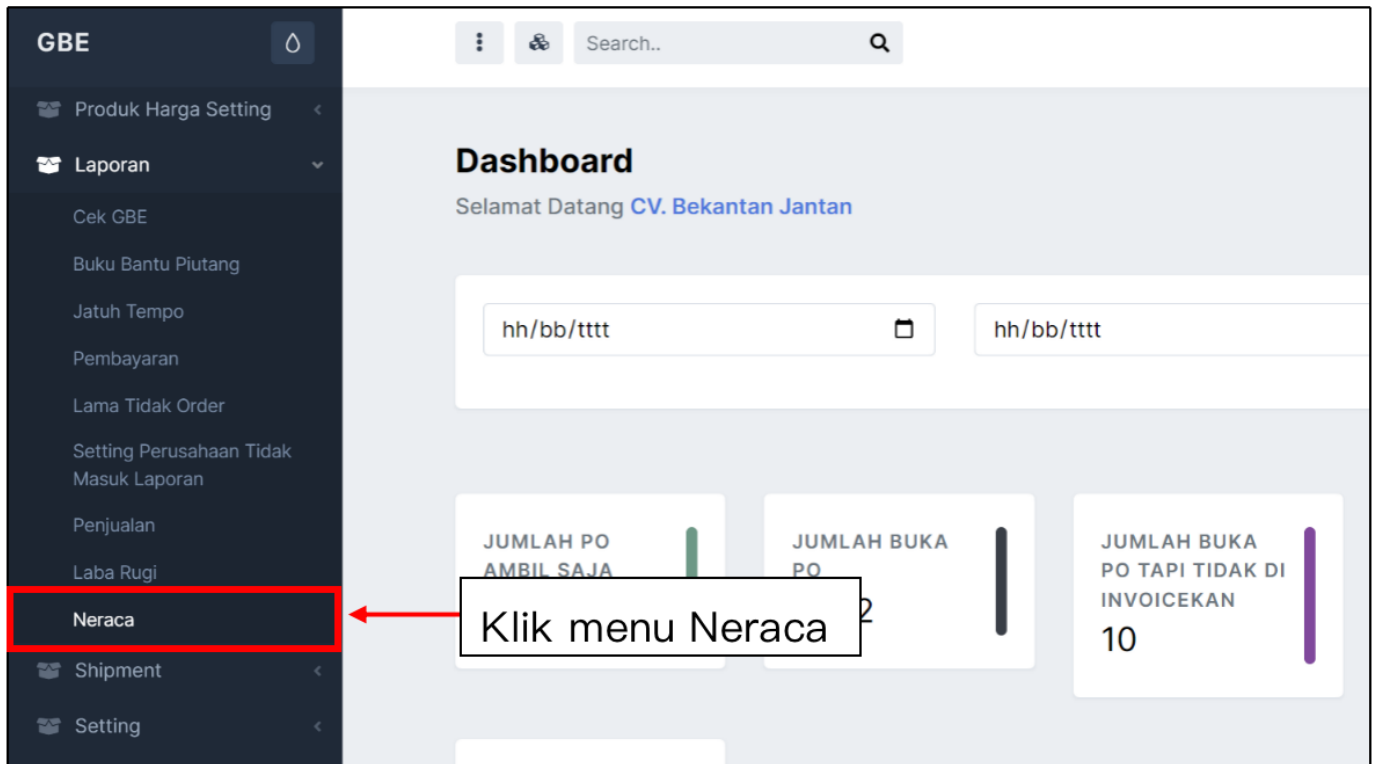 GBE
Search..
Produk Harga Setting
Laporan
Cek GBE
Buku Bantu Piutang
Jatuh Tempo
Pembayaran
Lama Tidak Order
Setting Perusahaan Tidak
Masuk Laporan
Penjualan
Laba Rugi
Neraca
Shipment
Setting
Dashboard
Selamat Datang CV. Bekantan Jantan
hh/bb/tttt
hh/bb/tttt
JUMLAH PO
AMBIL SAJA
JUMLAH BUKA
PO
2
JUMLAH BUKA
PO TAPI TIDAK DI
INVOICEKAN
10
Klik menu Neraca